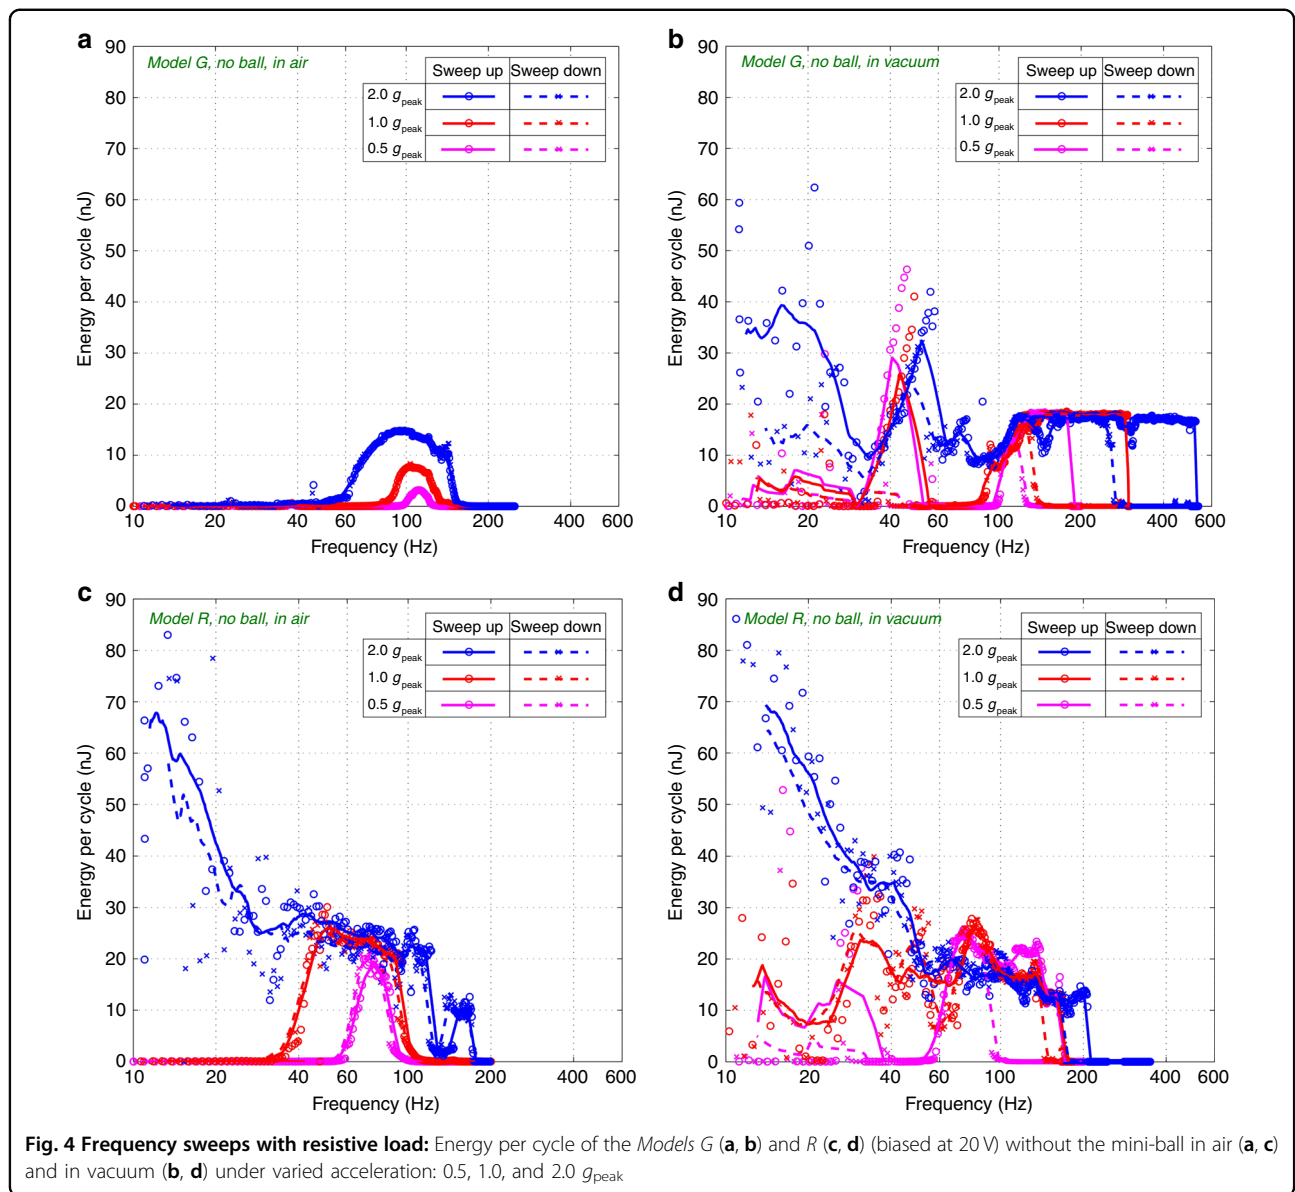 a
Model G, no ball, in air
Sweep up Sweep down
2.0 gpeak
1.0 gpeak
0.5 gpeak
90
80
70
60
50
40
30
20
10
0
Energy per cycle (nJ)
10 20 40 60 100 200 400 600
Frequency (Hz)
b
Model G, no ball, in vacuum
Sweep up Sweep down
2.0 gpeak
1.0 gpeak
0.5 gpeak
90
80
70
60
50
40
30
20
10
0
Energy per cycle (nJ)
10 20 40 60 100 200 400 600
Frequency (Hz)
c
Model R, no ball, in air
Sweep up Sweep down
2.0 gpeak
1.0 gpeak
0.5 gpeak
90
80
70
60
50
40
30
20
10
0
Energy per cycle (nJ)
10 20 40 60 100 200 400 600
Frequency (Hz)
d
Model R, no ball, in vacuum
Sweep up Sweep down
2.0 gpeak
1.0 gpeak
0.5 gpeak
90
80
70
60
50
40
30
20
10
0
Energy per cycle (nJ)
10 20 40 60 100 200 400 600
Frequency (Hz)
Fig. 4 Frequency sweeps with resistive load: Energy per cycle of the Models G (a, b) and R (c, d) (biased at 20 V) without the mini-ball in air (a, c)
and in vacuum (b, d) under varied acceleration: 0.5, 1.0, and 2.0 gpeak